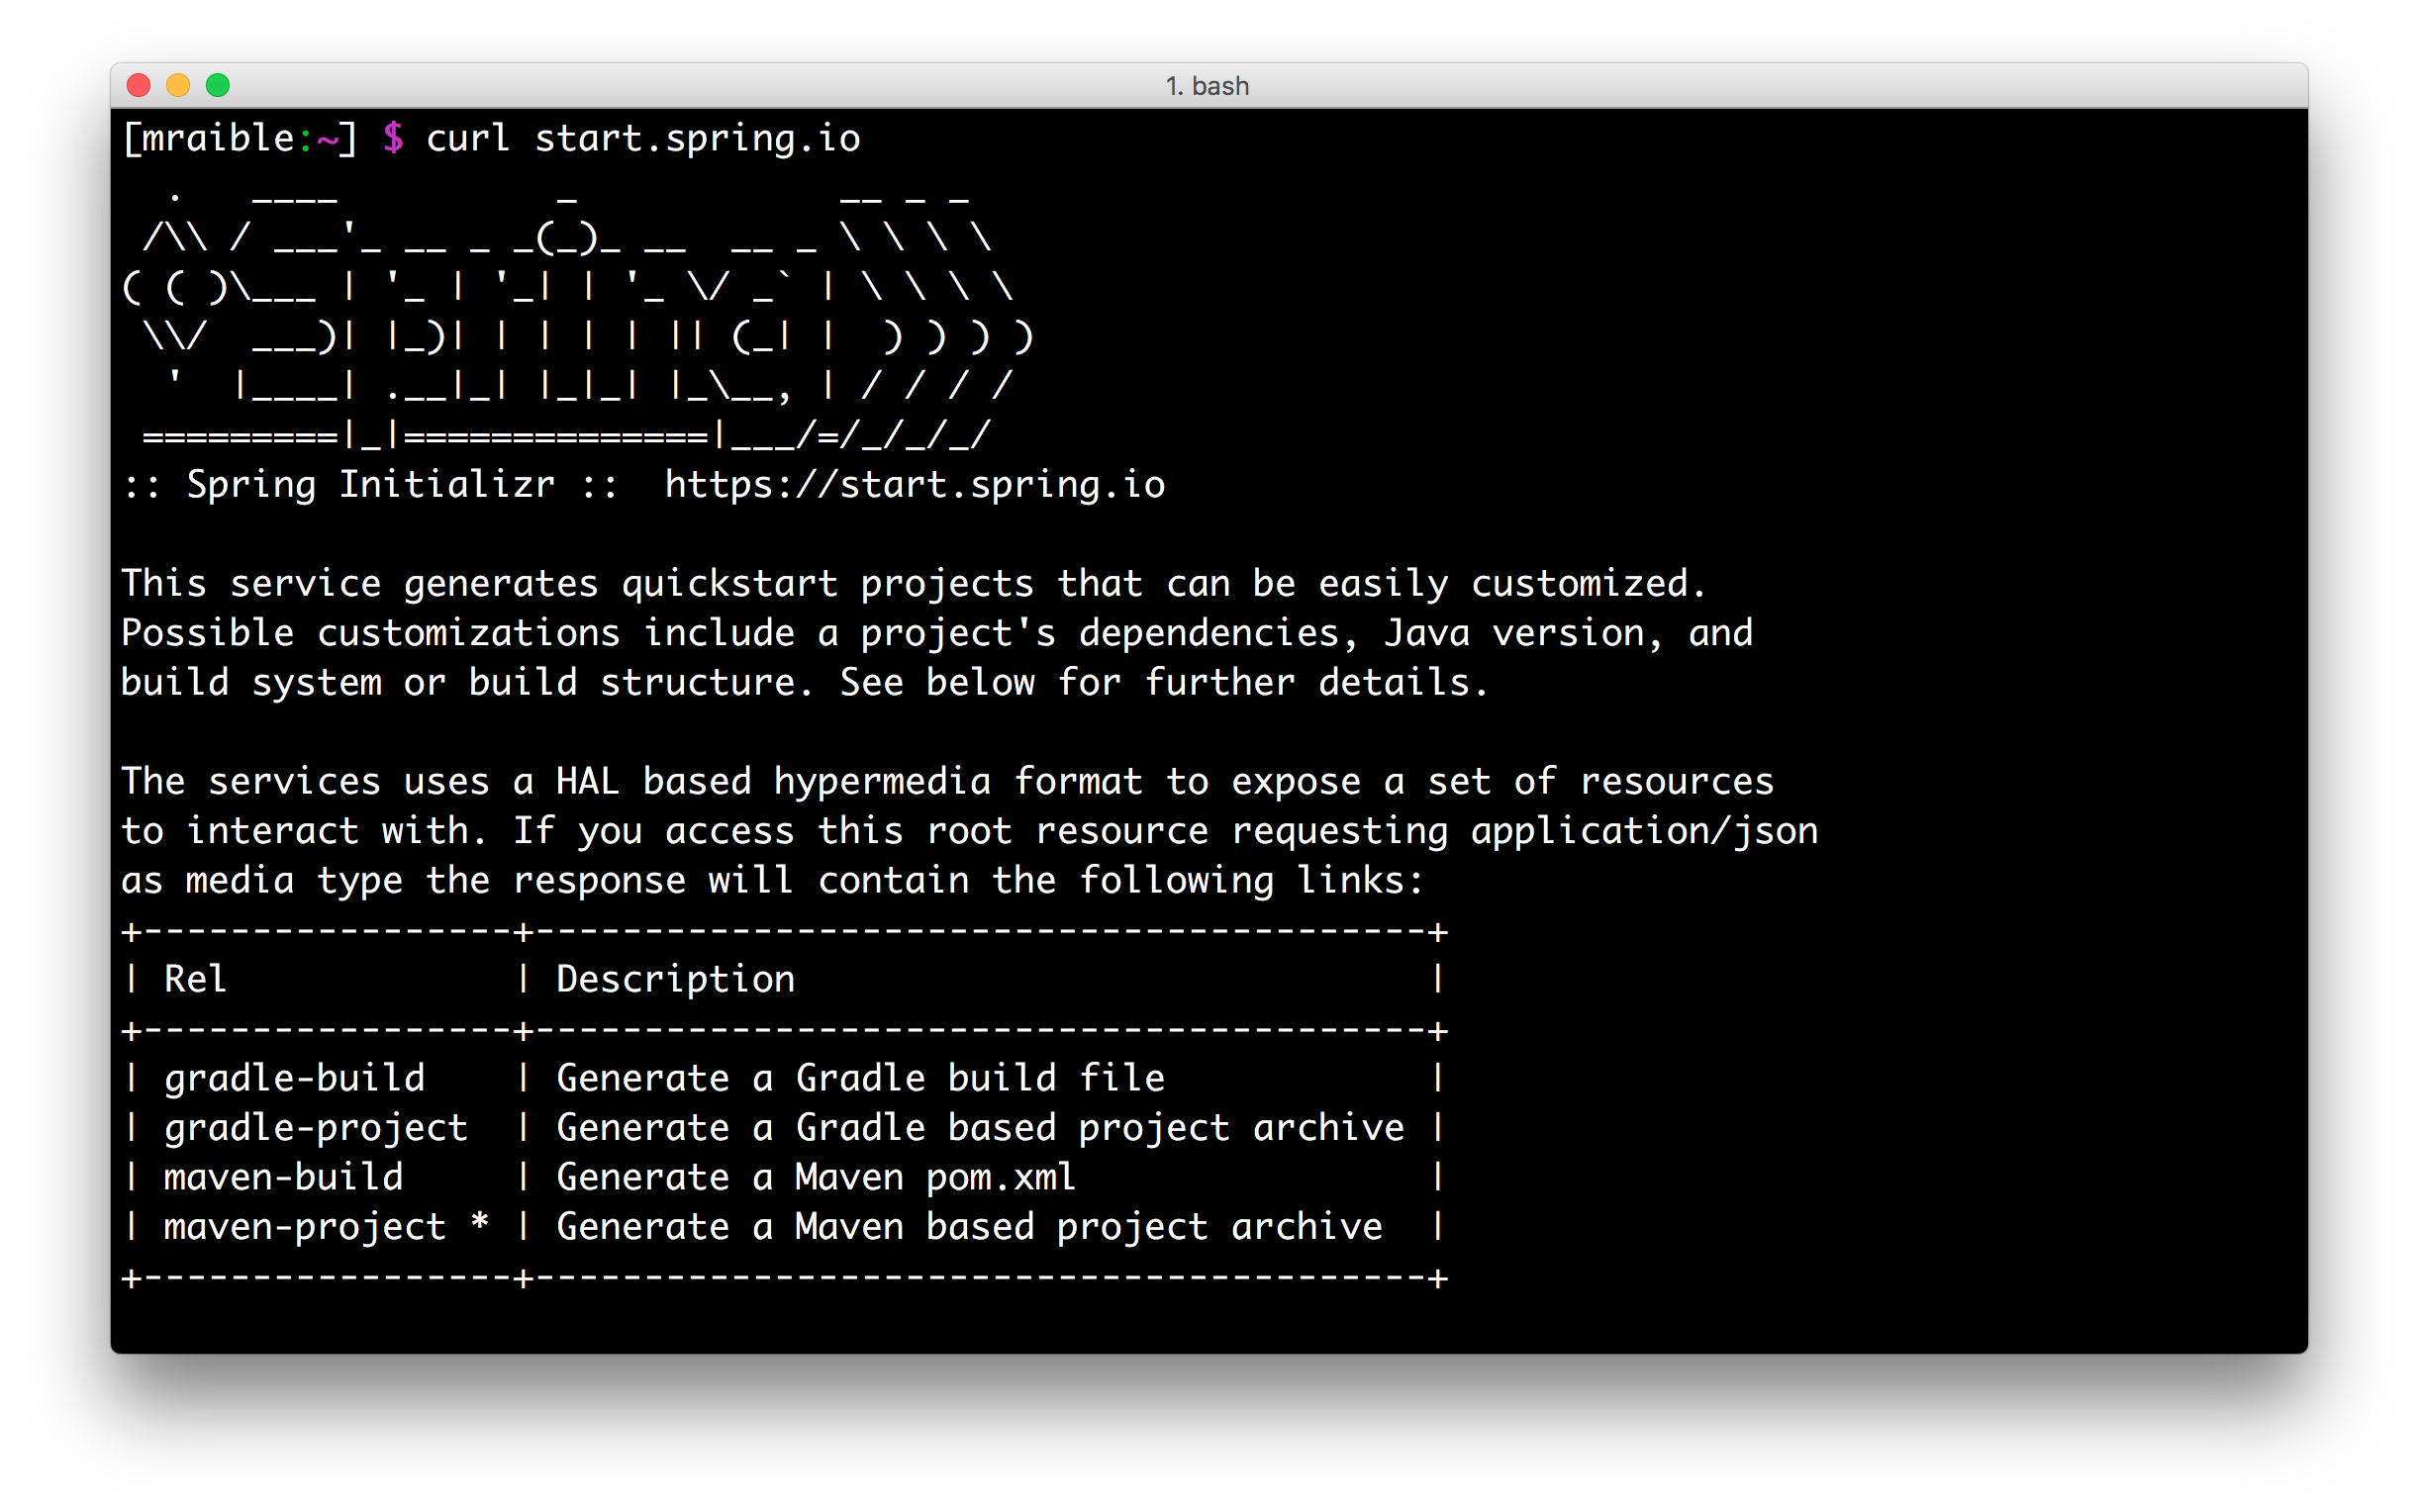 1. bash
[mraible:~] $ curl start.spring.io
  .   ____          _            __ _ _
 /\\ / ___'_ __ _ _(_)_ __  __ _ \ \ \ \
( ( )\___ | '_ | '_| | '_ \/ _` | \ \ \ \
 \\/  ___)| |_)| | | | | || (_| |  ) ) ) )
  '  |____| .__|_| |_|_| |_\__, | / / / /
 =========|_|==============|___/=/_/_/_/
:: Spring Initializr ::  https://start.spring.io

This service generates quickstart projects that can be easily customized.
Possible customizations include a project's dependencies, Java version, and
build system or build structure. See below for further details.

The services uses a HAL based hypermedia format to expose a set of resources
to interact with. If you access this root resource requesting application/json
as media type the response will contain the following links:
+-----------------+-----------------------------------------+
| Rel             | Description                             |
+-----------------+-----------------------------------------+
| gradle-build    | Generate a Gradle build file            |
| gradle-project  | Generate a Gradle based project archive |
| maven-build     | Generate a Maven pom.xml                |
| maven-project * | Generate a Maven based project archive  |
+-----------------+-----------------------------------------+